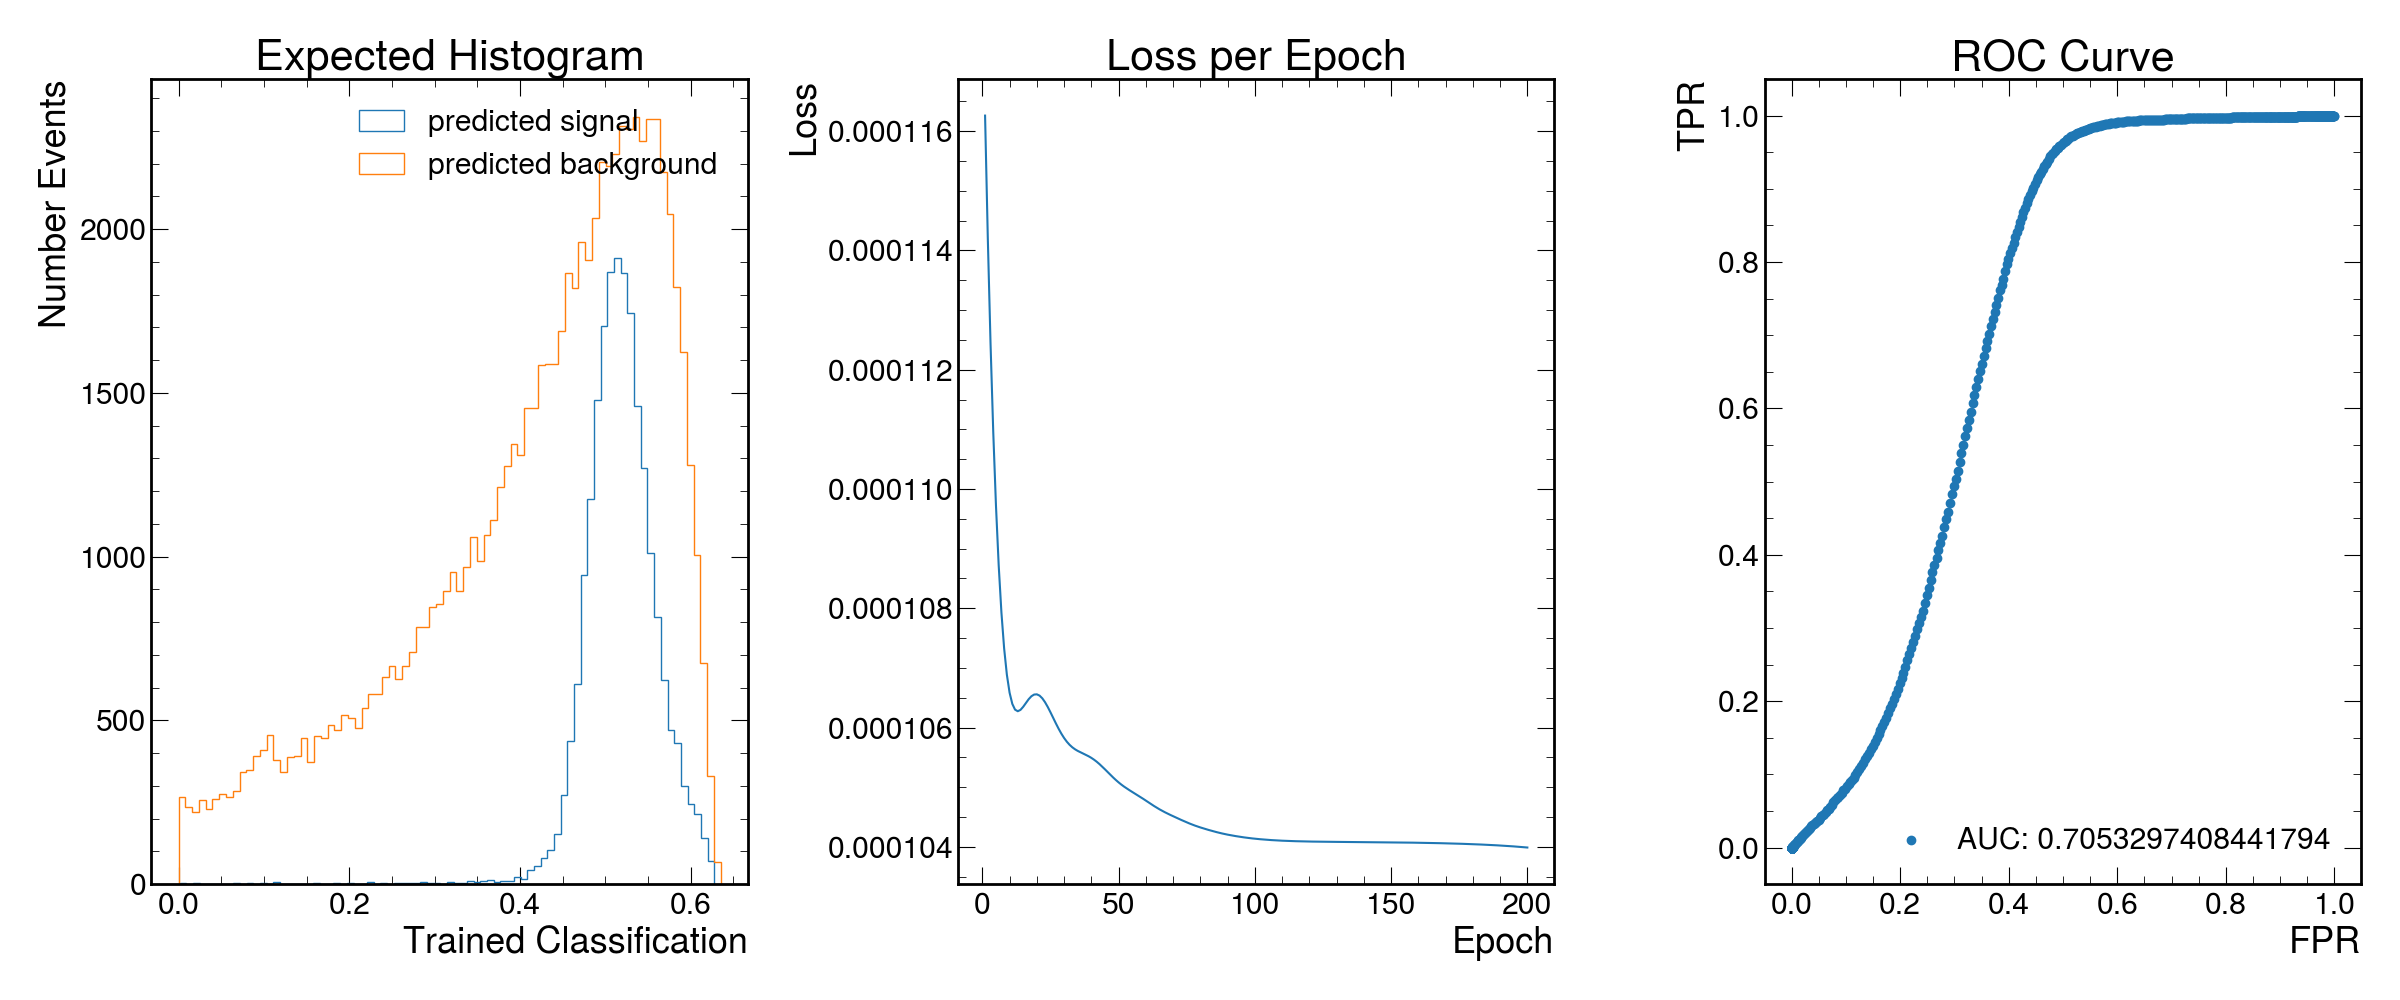 Expected Histogram
Number Events
predicted signal
predicted background
2000
1500
1000
500
0
0.0 0.2 0.4 0.6
Trained Classification
Loss per Epoch
Loss
0.000116
0.000114
0.000112
0.000110
0.000108
0.000106
0.000104
0 50 100 150 200
Epoch
ROC Curve
TPR
1.0
0.8
0.6
0.4
0.2
0.0
AUC: 0.7053297408441794
0.0 0.2 0.4 0.6 0.8 1.0
FPR